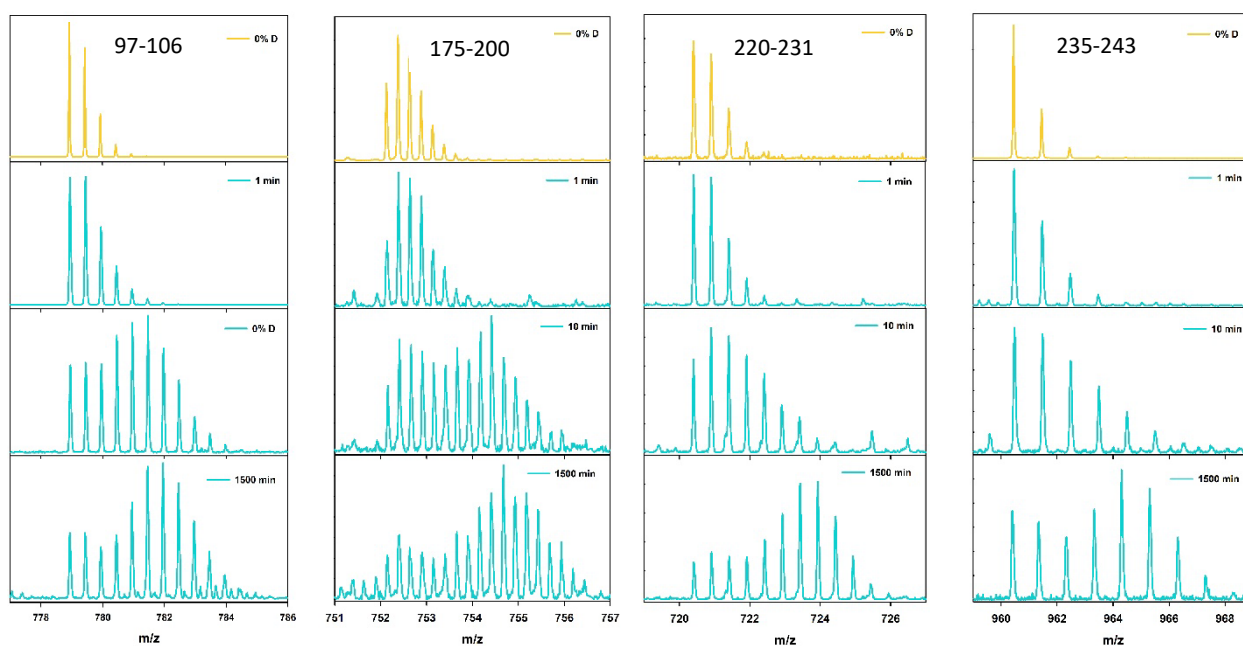 97-106
0% D
1 min
0% D
1500 min
778 780 782 784 786
m/z
175-200
0% D
1 min
10 min
1500 min
751 752 753 754 755 756 757
m/z
220-231
0% D
1 min
10 min
1500 min
720 722 724 726
m/z
235-243
0% D
1 min
10 min
1500 min
960 962 964 966 968
m/z